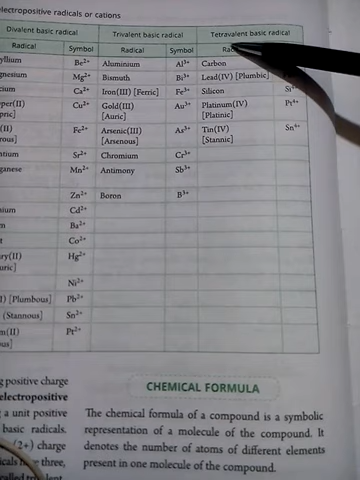 electropositive radicals or cations
Divalent basic radical Trivalent basic radical Tetravalent basic radical
Radical Symbol Radical Symbol
yllium Be2+ Aluminium Al3+ Carbon
gnesium Mg2+ Bismuth Bi3+ Lead(IV) [Plumbic]
cium Ca2+ Iron(III) [Ferric] Fe3+ Silicon
per(II) Cu2+ Gold(III) Au3+ Platinum(IV) Pt4+
pric] [Auric] [Platinic]
(II) Fe2+ Arsenic(III) As3+ Tin(IV) Sn4+
rous] [Arsenous] [Stannic]
ntium Sr2+ Chromium Cr3+
ganese Mn2+ Antimony Sb3+
Zn2+ Boron B3+
mium Cd2+
m Ba2+
t Co2+
ury(II) Hg2+
uric]
Ni2+
I) [Plumbous] Pb2+
(Stannous] Sn2+
m(II) Pt2+
us]
g positive charge
electropositive
g a unit positive
basic radicals.
(2+) charge
three,
CHEMICAL FORMULA
The chemical formula of a compound is a symbolic
representation of a molecule of the compound. It
denotes the number of atoms of different elements
present in one molecule of the compound.